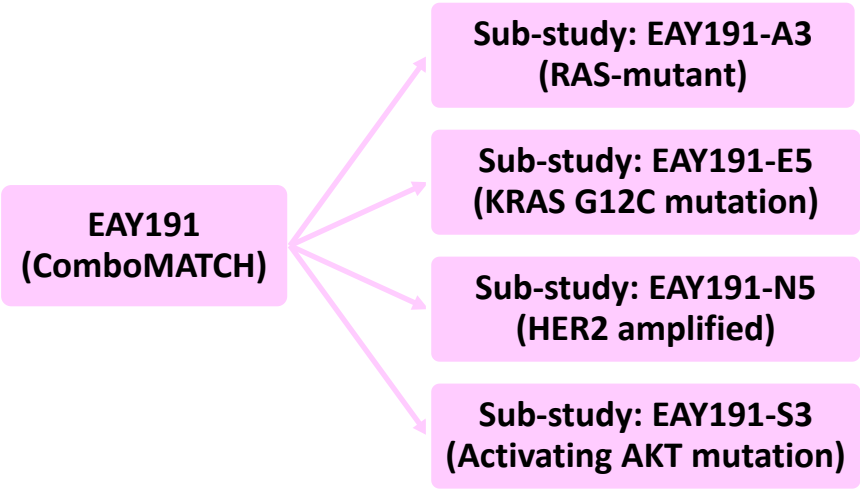 EAY191
(ComboMATCH)
Sub-study: EAY191-A3
(RAS-mutant)
Sub-study: EAY191-E5
(KRAS G12C mutation)
Sub-study: EAY191-N5
(HER2 amplified)
Sub-study: EAY191-S3
(Activating AKT mutation)